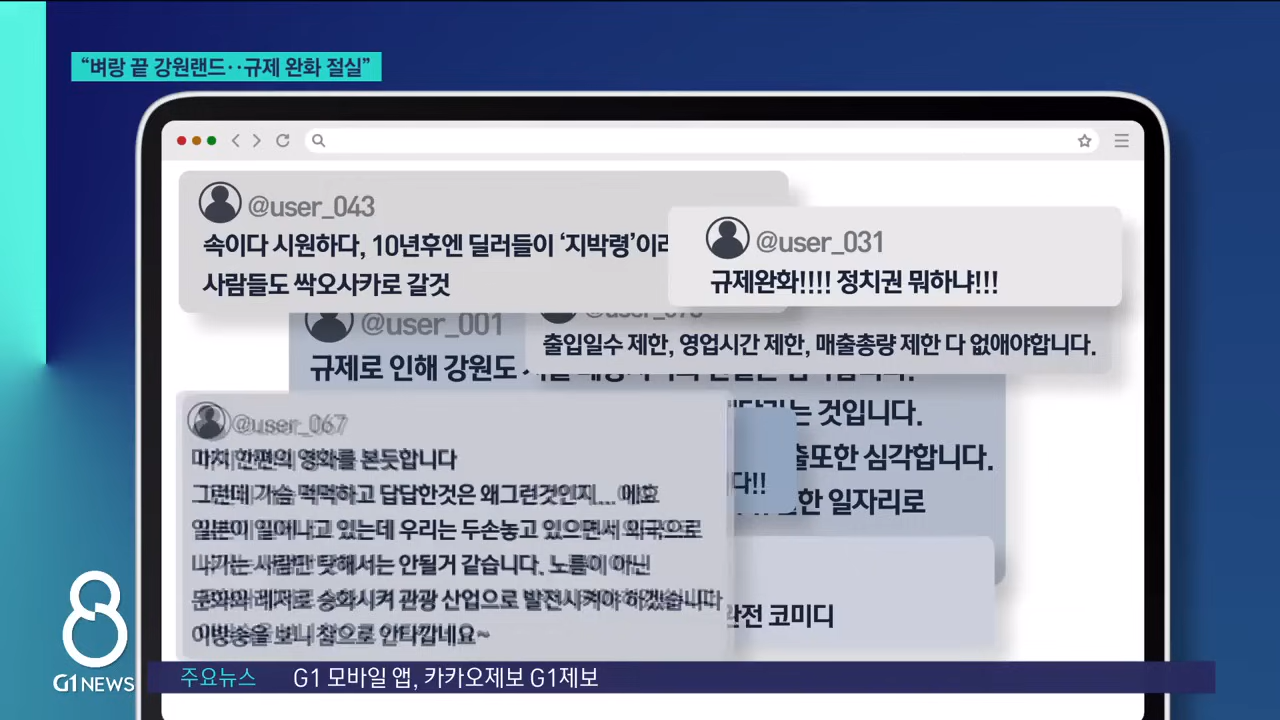 “벼랑 끝 강원랜드‥규제 완화 절실”
@user_043
속이다 시원하다, 10년후엔 딜러들이 ‘지박령’이라
사람들도 싹오사카로 갈것
@user_031
규제완화!!!! 정치권 뭐하냐!!!
@user_001
규제로 인해 강원도
출입일수 제한, 영업시간 제한, 매출총량 제한 다 없애야합니다.
것입니다.
심각합니다.
일자리로
@user_067
마치 한편의 영화를 본듯합니다
그런데 가슴 먹먹하고 답답한것은 왜그런것인지... 에효
일본이 일어나고 있는데 우리는 두손놓고 있으면서 외국으로
나가는 사람만 탓해서는 안될거 같습니다. 노름이 아닌
문화와 레저로 승화시켜 관광 산업으로 발전시켜야 하겠습니다
이방송을 보니 참으로 안타깝네요~
다!!
완전 코미디
8
G1 NEWS
주요뉴스 G1 모바일 앱, 카카오제보 G1제보